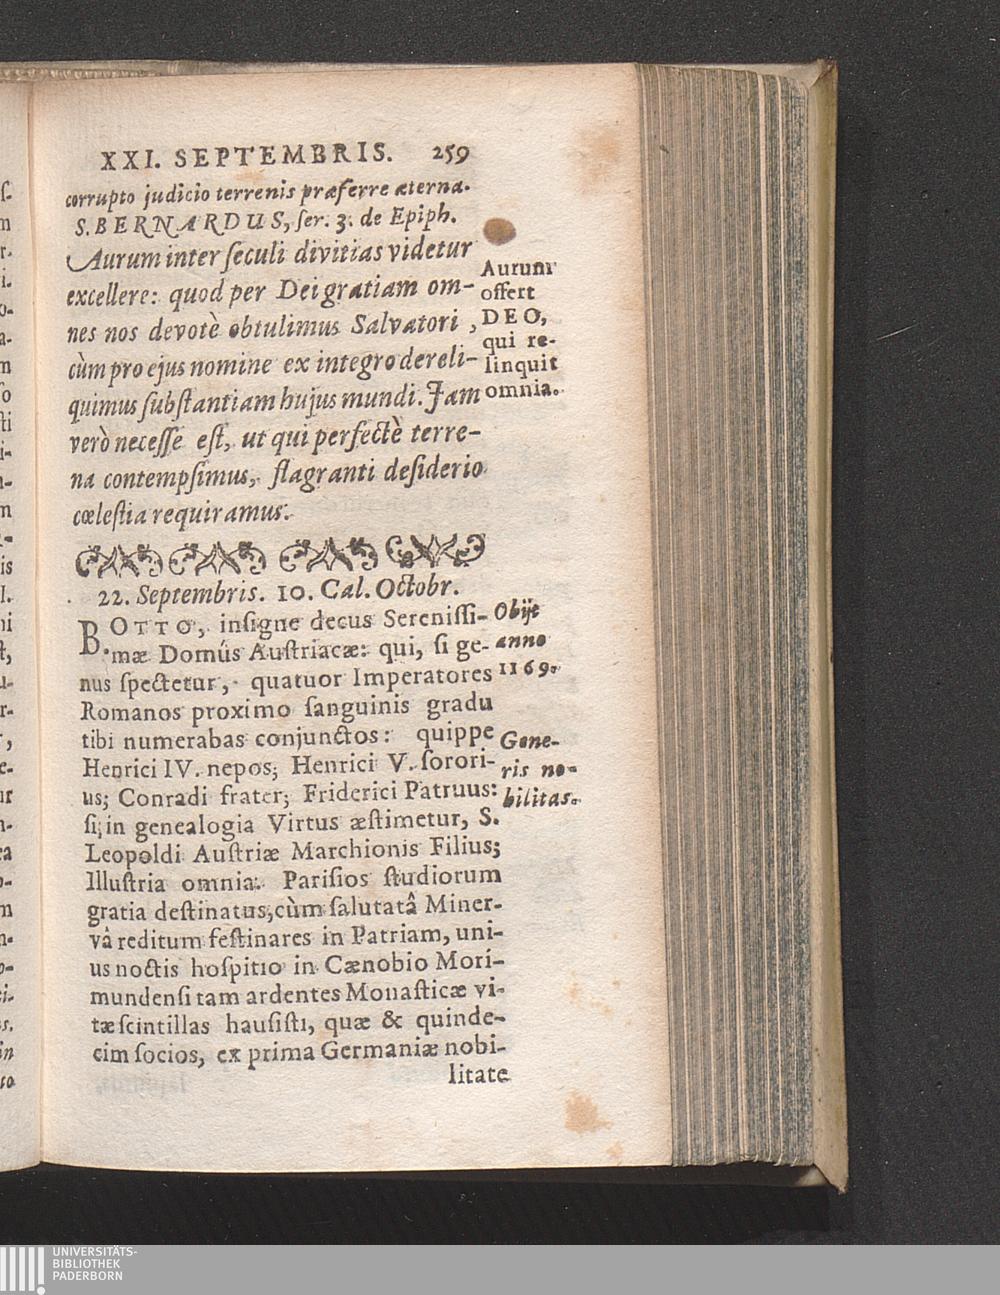 XXI. SEPTEMBRIS. 259
corrupto judicio terrenis præferre æterna.
S. BERNARDUS, ſer. 3. de Epiph.
Aurum inter ſeculi divitias videtur
excellere: quod per Dei gratiam om-
nes nos devotè obtulimus Salvatori,
cùm pro ejus nomine ex integro dereli-
quimus ſubſtantiam hujus mundi. Jam
verò neceſſe eſt, ut qui perfectè terre-
na contempſimus, flagranti deſiderio
cœleſtia requiramus.
Aurum
offert
DEO,
qui re-
linquit
omnia.
22. Septembris. 10. Cal. Octobr.
B. OTTO, inſigne decus Sereniſſi-
mæ Domûs Auſtriacæ: qui, ſi ge-
nus ſpectetur, quatuor Imperatores
Romanos proximo ſanguinis gradu
tibi numerabas conjunctos: quippe
Henrici IV. nepos; Henrici V. ſorori-
us; Conradi frater; Friderici Patruus:
ſi, in genealogia Virtus æſtimetur, S.
Leopoldi Auſtriæ Marchionis Filius;
Illuſtria omnia. Pariſios ſtudiorum
gratia deſtinatus, cùm ſalutatâ Miner-
vâ reditum feſtinares in Patriam, uni-
us noctis hoſpitio in Cænobio Mori-
mundenſi tam ardentes Monaſticæ vi-
tæ ſcintillas hauſiſti, quæ & quinde-
cim ſocios, ex prima Germaniæ nobi-
litate
Obijt
anno
1169.
Gene-
ris no-
bilitas.
UNIVERSITÄTS-
BIBLIOTHEK
PADERBORN